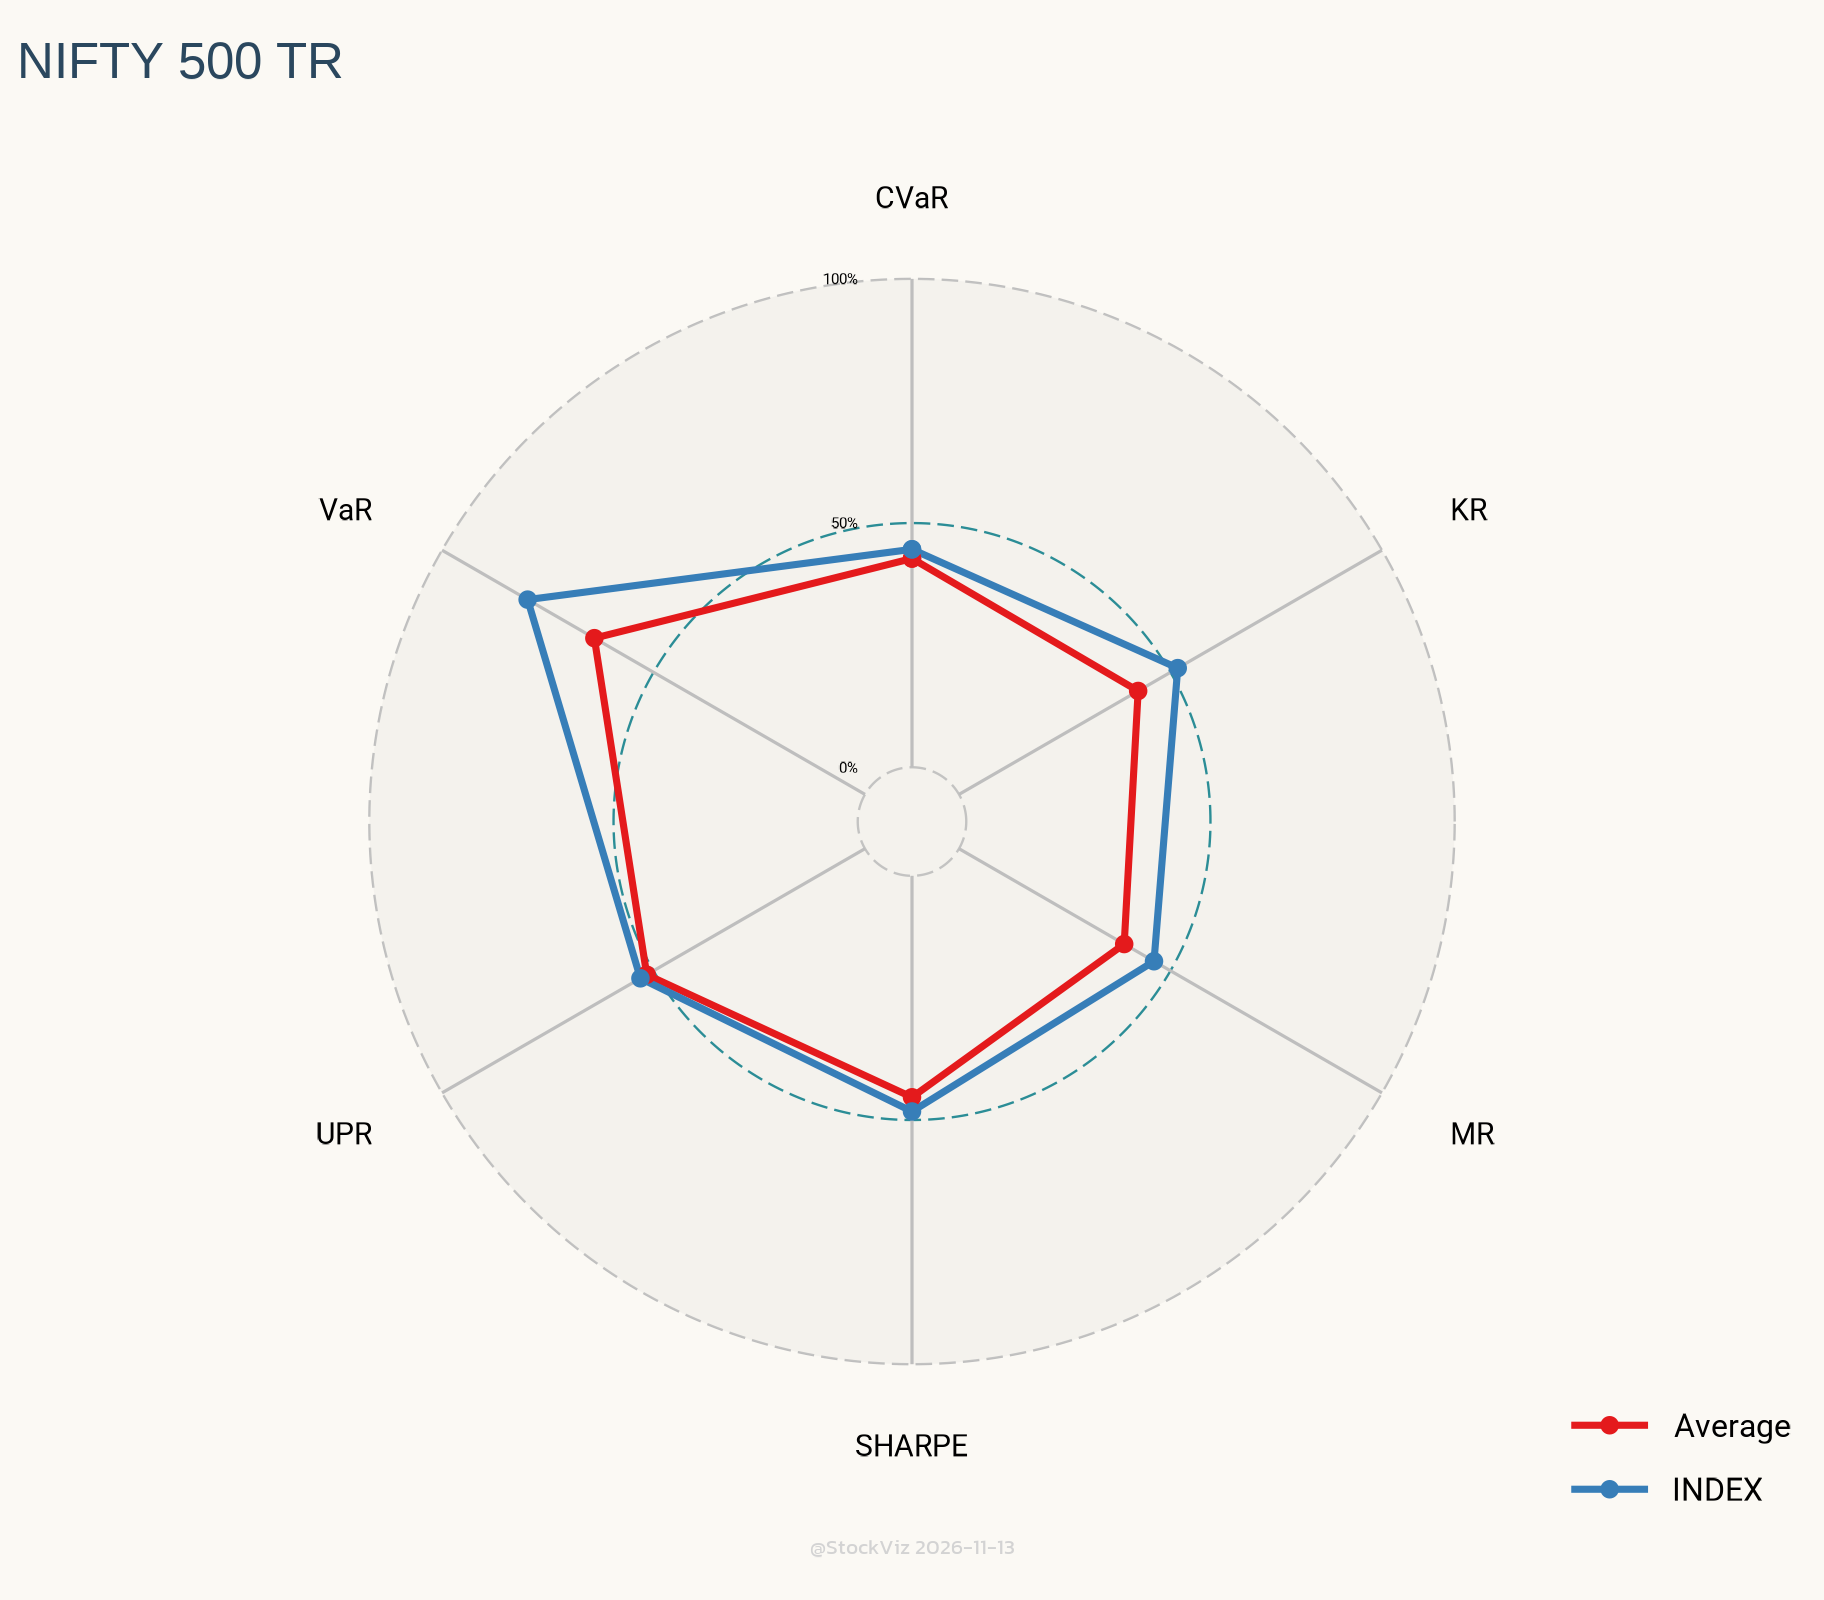 NIFTY 500 TR
CVaR
100%
VaR
KR
50%
0%
UPR
MR
SHARPE
Average
INDEX
@StockViz 2026-11-13